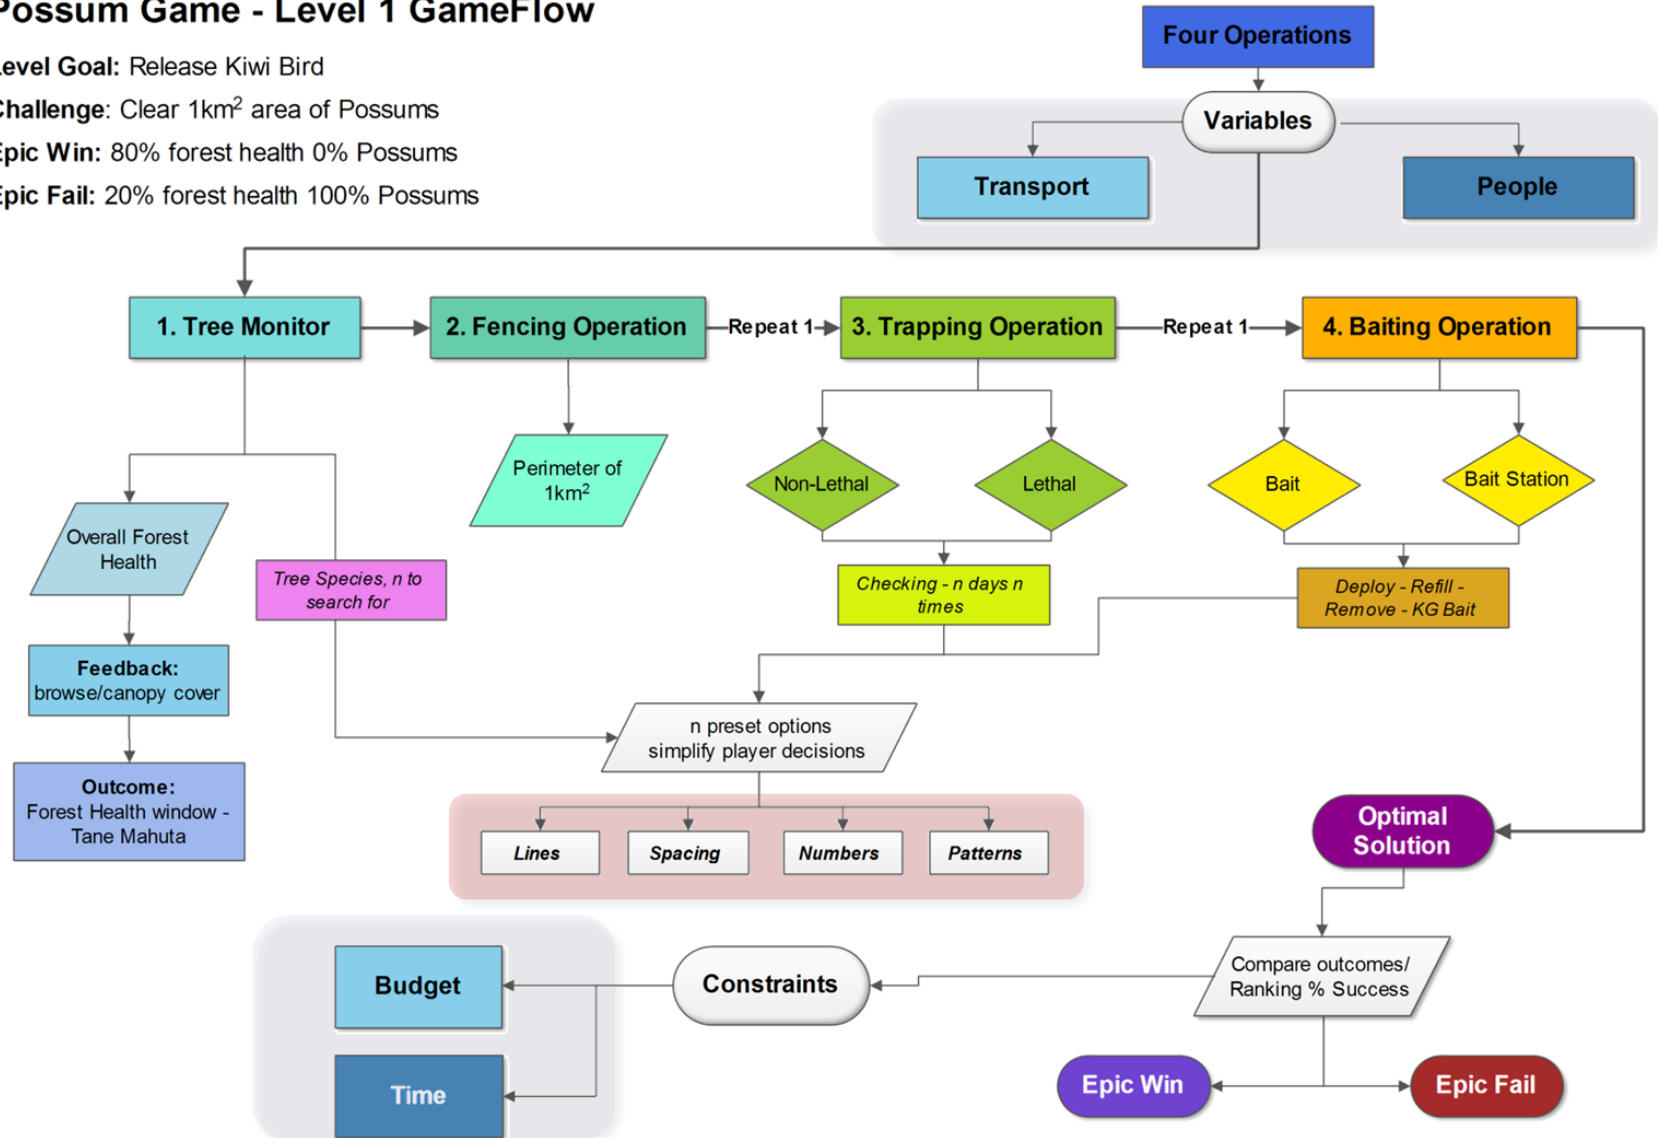 Possum Game - Level 1 GameFlow
Level Goal: Release Kiwi Bird
Challenge: Clear 1km² area of Possums
Epic Win: 80% forest health 0% Possums
Epic Fail: 20% forest health 100% Possums
Four Operations
Variables
Transport
People
1. Tree Monitor
2. Fencing Operation
Repeat 1
3. Trapping Operation
Repeat 1
4. Baiting Operation
Perimeter of
1km²
Non-Lethal
Lethal
Bait
Bait Station
Overall Forest
Health
Tree Species, n to
search for
Checking - n days n
times
Deploy - Refill -
Remove - KG Bait
Feedback:
browse/canopy cover
n preset options
simplify player decisions
Outcome:
Forest Health window -
Tane Mahuta
Lines
Spacing
Numbers
Patterns
Optimal
Solution
Budget
Constraints
Compare outcomes/
Ranking % Success
Time
Epic Win
Epic Fail